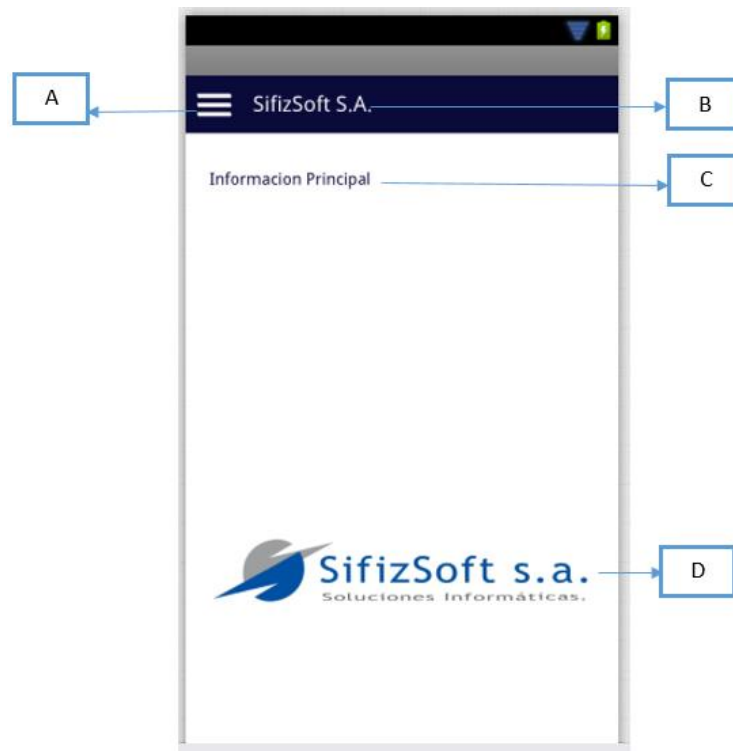 A
SifizSoft S.A.
B
Informacion Principal
C
SifizSoft s.a.
Soluciones Informáticas.
D